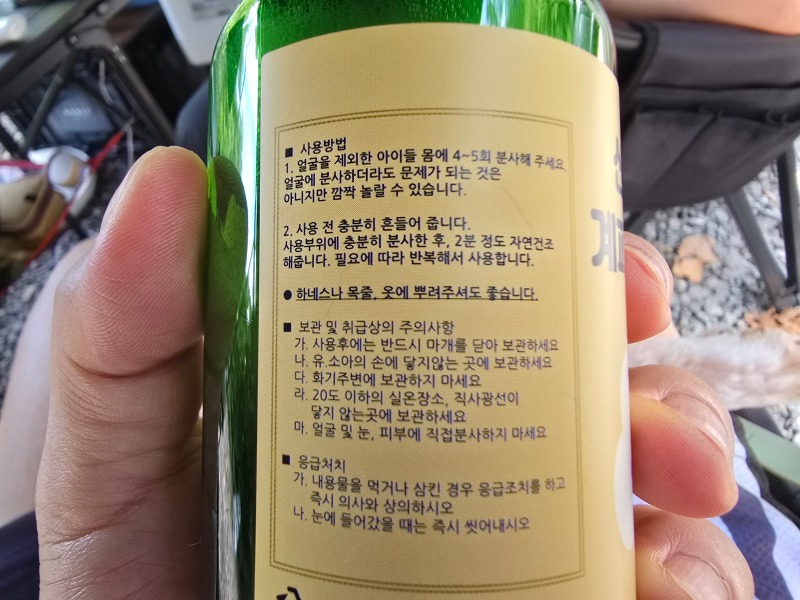 ■ 사용방법
1. 얼굴을 제외한 아이들 몸에 4~5회 분사해 주세요.
얼굴에 분사하더라도 문제가 되는 것은
아니지만 깜짝 놀랄 수 있습니다.
2. 사용 전 충분히 흔들어 줍니다.
사용부위에 충분히 분사한 후, 2분 정도 자연건조
해줍니다. 필요에 따라 반복해서 사용합니다.
● 하네스나 목줄, 옷에 뿌려주셔도 좋습니다.
■ 보관 및 취급상의 주의사항
가. 사용후에는 반드시 마개를 닫아 보관하세요
나. 유.소아의 손에 닿지않는 곳에 보관하세요
다. 화기주변에 보관하지 마세요
라. 20도 이하의 실온장소, 직사광선이
닿지 않는곳에 보관하세요
마. 얼굴 및 눈, 피부에 직접분사하지 마세요
■ 응급처치
가. 내용물을 먹거나 삼킨 경우 응급조치를 하고
즉시 의사와 상의하시오
나. 눈에 들어갔을 때는 즉시 씻어내시오
계피